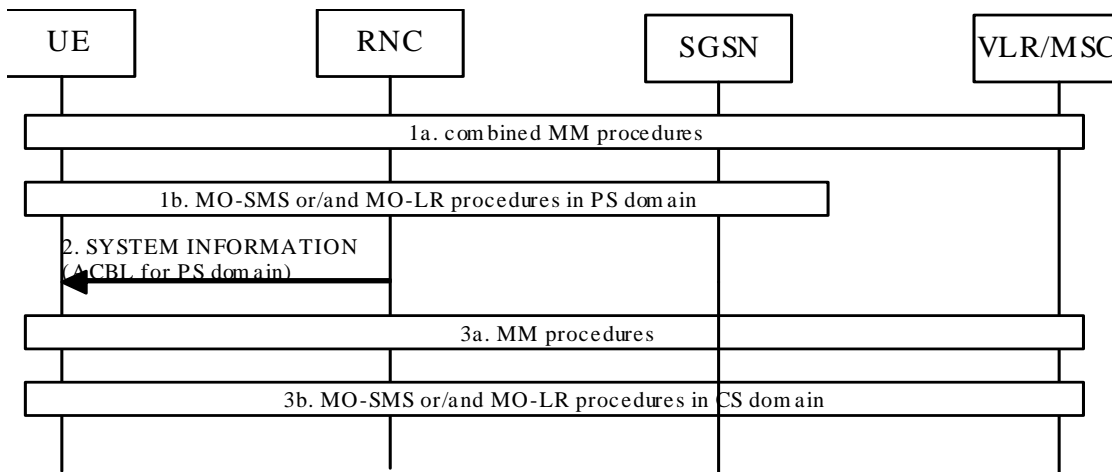 UE
RNC
SGSN
VLR/MSC
1a. combined MM procedures
1b. MO-SMS or/and MO-LR procedures in PS domain
2. SYSTEM INFORMATION
(ACBL for PS domain)
3a. MM procedures
3b. MO-SMS or/and MO-LR procedures in CS domain